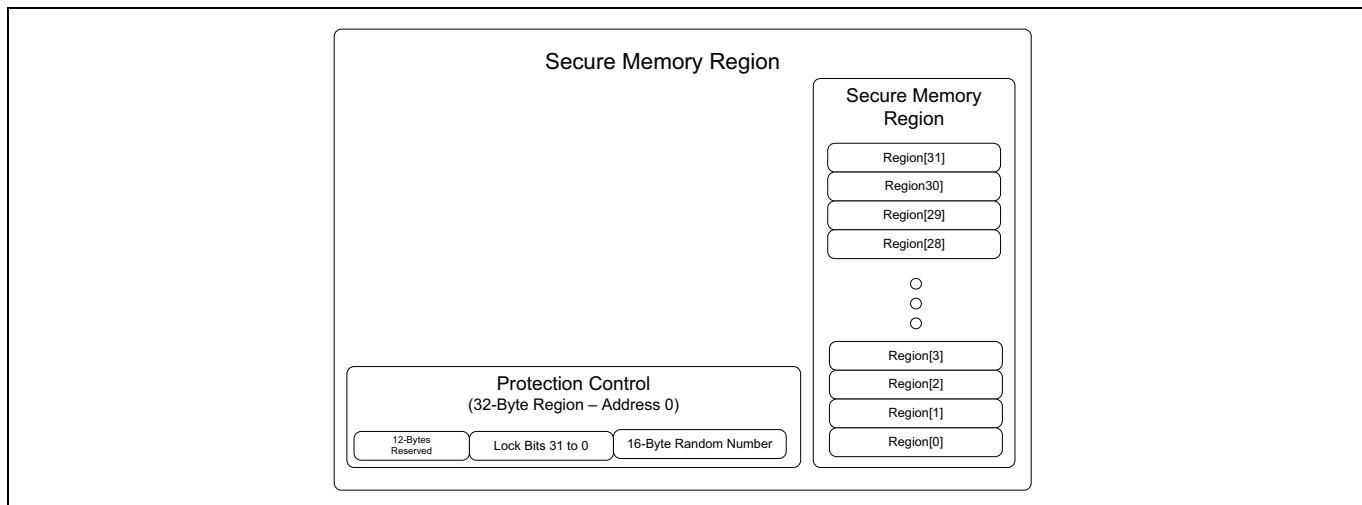 Secure Memory Region
Secure Memory
Region
Region[31]
Region30]
Region[29]
Region[28]
Region[3]
Region[2]
Region[1]
Region[0]
Protection Control
(32-Byte Region – Address 0)
12-Bytes
Reserved
Lock Bits 31 to 0
16-Byte Random Number